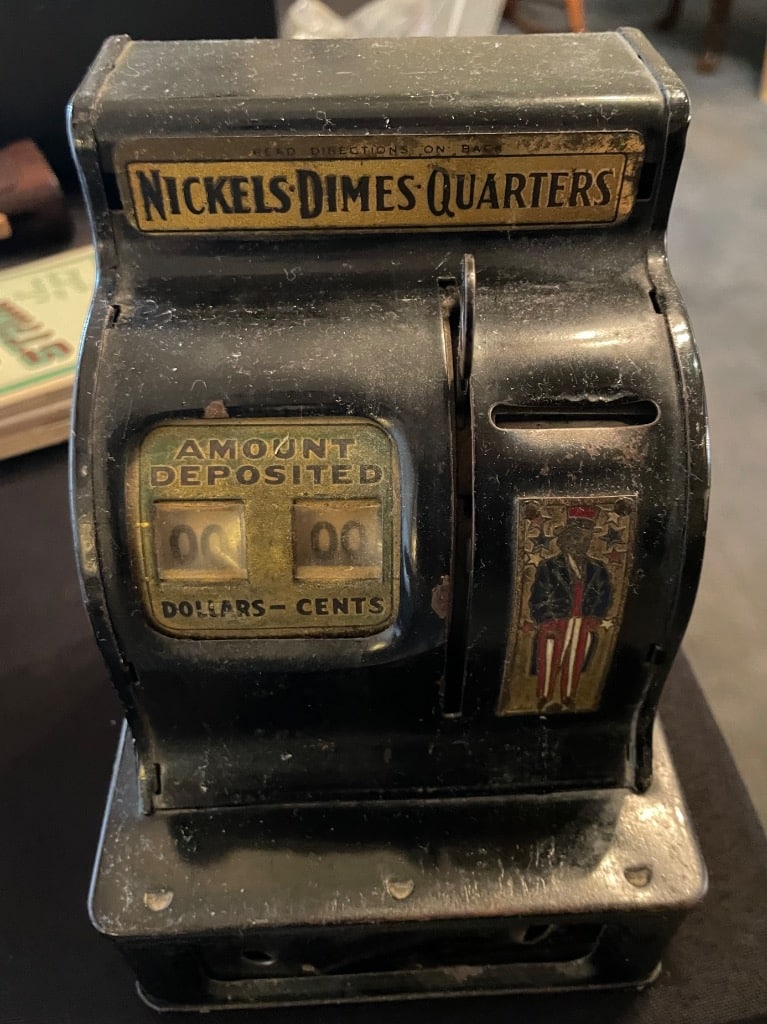 READ DIRECTIONS ON BACK
NICKELS·DIMES·QUARTERS
AMOUNT
DEPOSITED
00 00
DOLLARS–CENTS